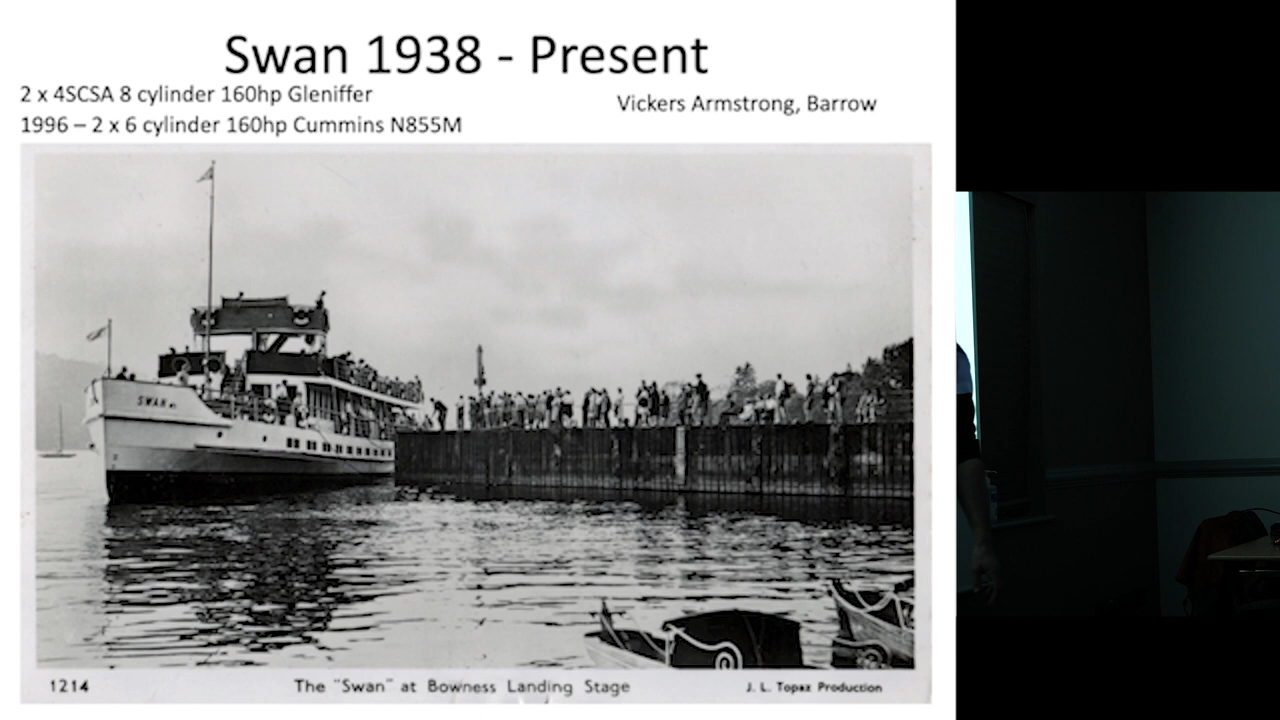 Swan 1938 - Present
2 x 4SCSA 8 cylinder 160hp Gleniffer
1996 – 2 x 6 cylinder 160hp Cummins N855M
Vickers Armstrong, Barrow
SWAN
1214
The "Swan" at Bowness Landing Stage
J. L. Topaz Production